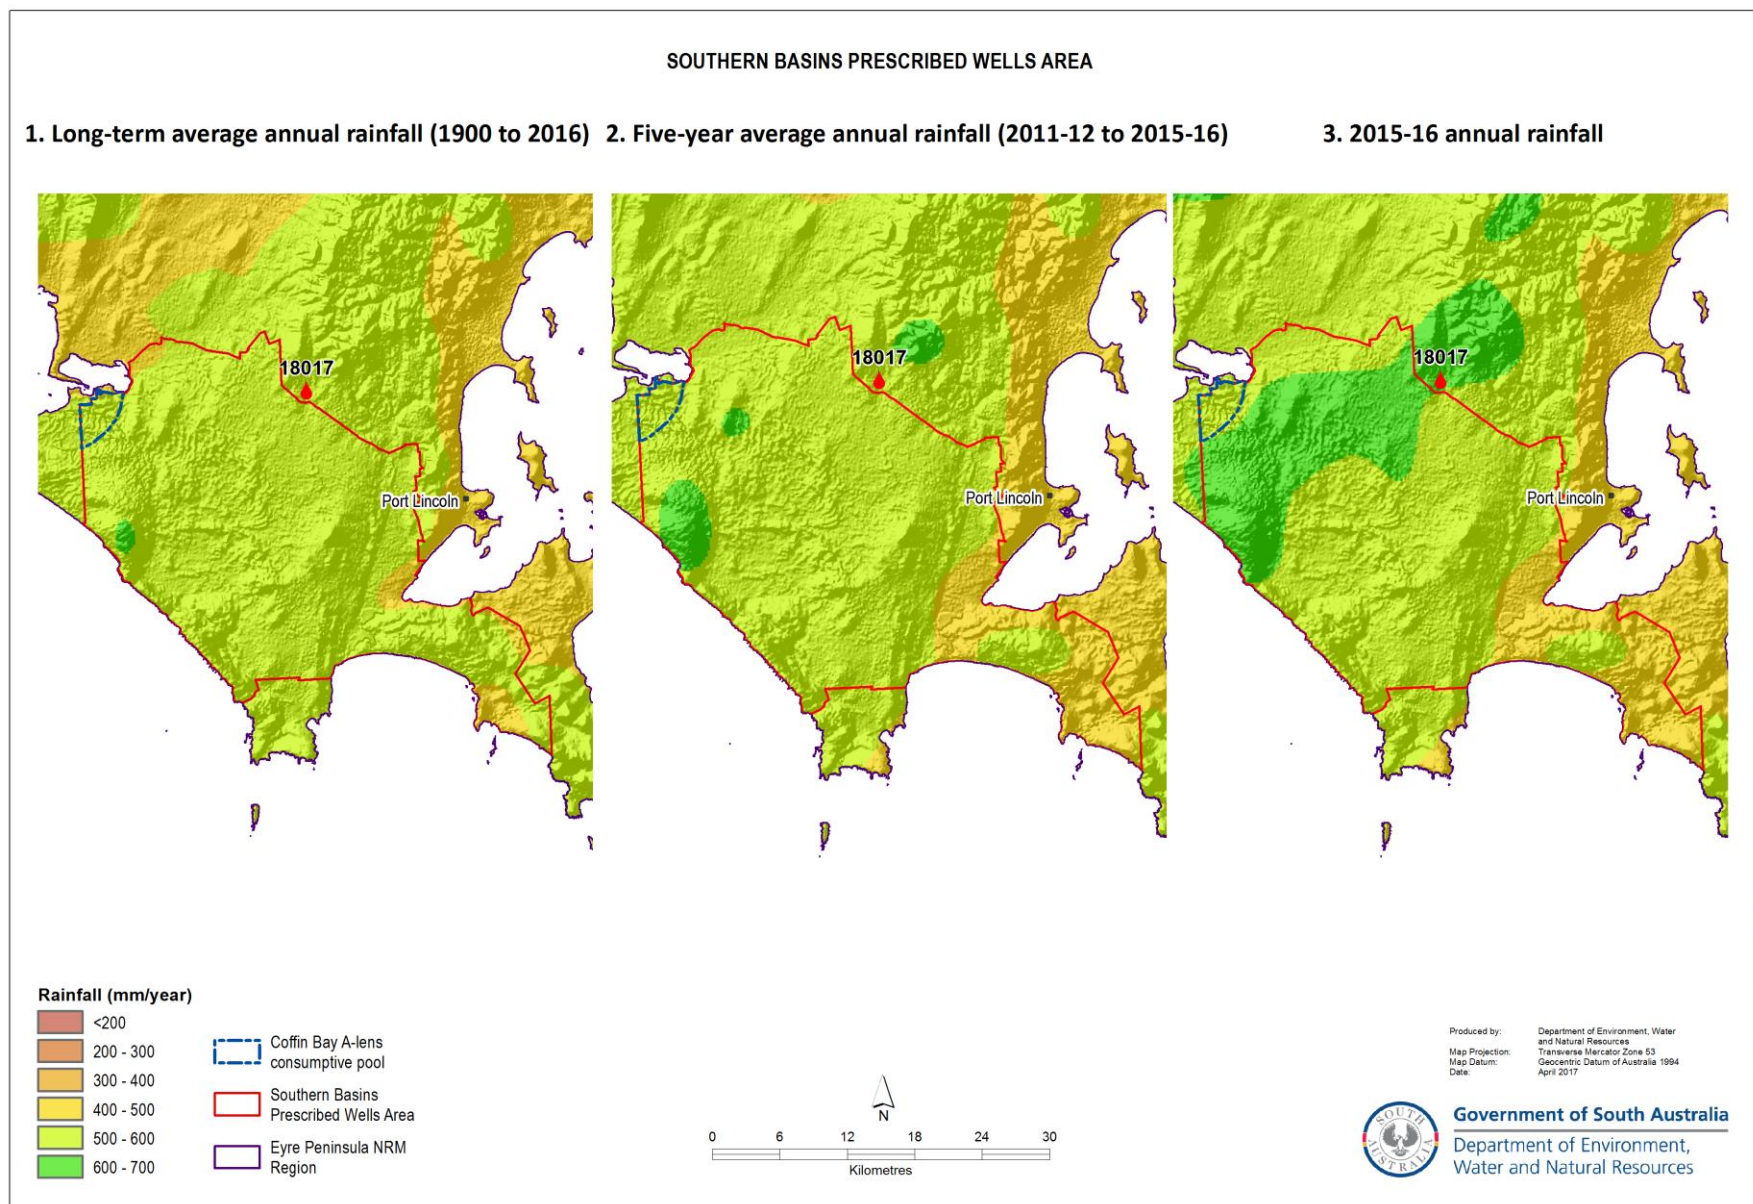 SOUTHERN BASINS PRESCRIBED WELLS AREA
1. Long-term average annual rainfall (1900 to 2016)
2. Five-year average annual rainfall (2011-12 to 2015-16)
3. 2015-16 annual rainfall
18017
Port Lincoln
18017
Port Lincoln
18017
Port Lincoln
Rainfall (mm/year)
<200
200 - 300
300 - 400
400 - 500
500 - 600
600 - 700
Coffin Bay A-lens
consumptive pool
Southern Basins
Prescribed Wells Area
Eyre Peninsula NRM
Region
N
0 6 12 18 24 30
Kilometres
Produced by: Department of Environment, Water
and Natural Resources
Map Projection: Transverse Mercator Zone 53
Map Datum: Geocentric Datum of Australia 1994
Date: April 2017
SOUTH
AUSTRALIA
Government of South Australia
Department of Environment,
Water and Natural Resources